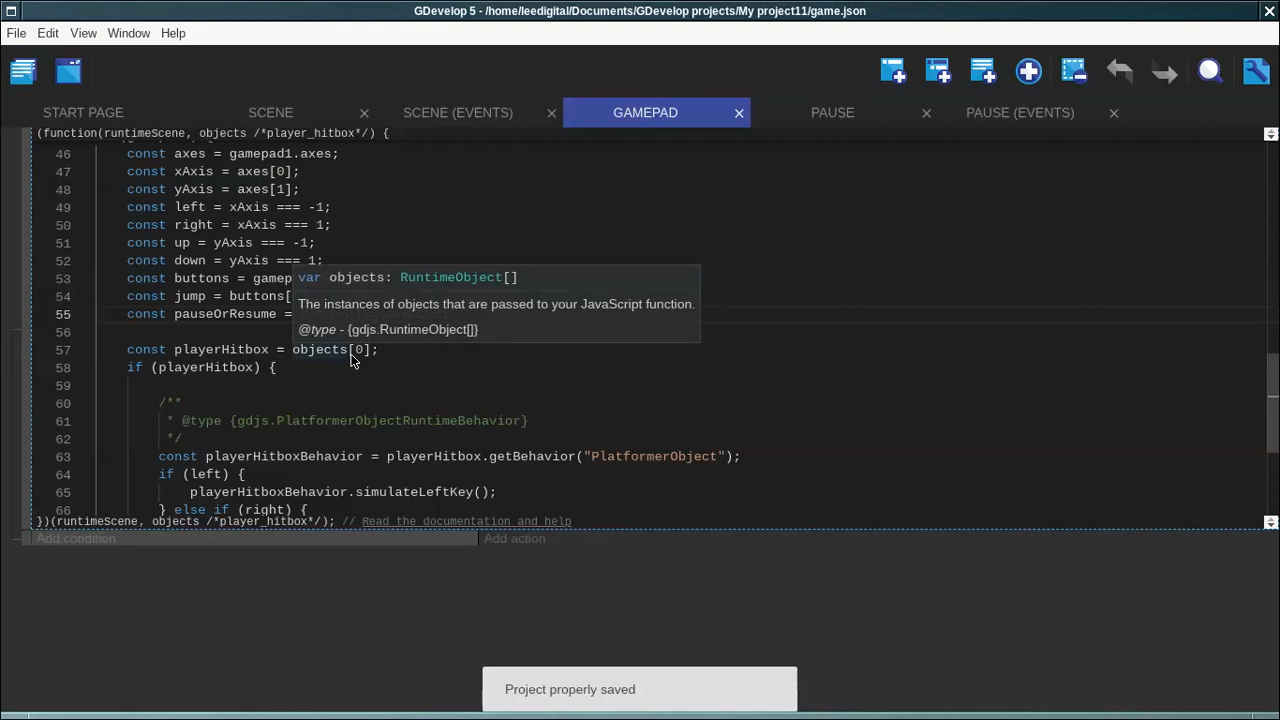 GDevelop 5 - /home/leedigital/Documents/GDevelop projects/My project11/game.json
File Edit View Window Help
START PAGE SCENE SCENE (EVENTS) GAMEPAD PAUSE PAUSE (EVENTS)
(function(runtimeScene, objects /*player_hitbox*/) {
46 const axes = gamepad1.axes;
47 const xAxis = axes[0];
48 const yAxis = axes[1];
49 const left = xAxis === -1;
50 const right = xAxis === 1;
51 const up = yAxis === -1;
52 const down = yAxis === 1;
53 const buttons = gamep
54 const jump = buttons[
55 const pauseOrResume =
var objects: RuntimeObject[]
The instances of objects that are passed to your JavaScript function.
@type - {gdjs.RuntimeObject[]}
56
57 const playerHitbox = objects[0];
58 if (playerHitbox) {
59
60 /**
61 * @type {gdjs.PlatformerObjectRuntimeBehavior}
62 */
63 const playerHitboxBehavior = playerHitbox.getBehavior("PlatformerObject");
64 if (left) {
65 playerHitboxBehavior.simulateLeftKey();
66 } else if (right) {
})(runtimeScene, objects /*player_hitbox*/); // Read the documentation and help
Add condition Add action
Project properly saved